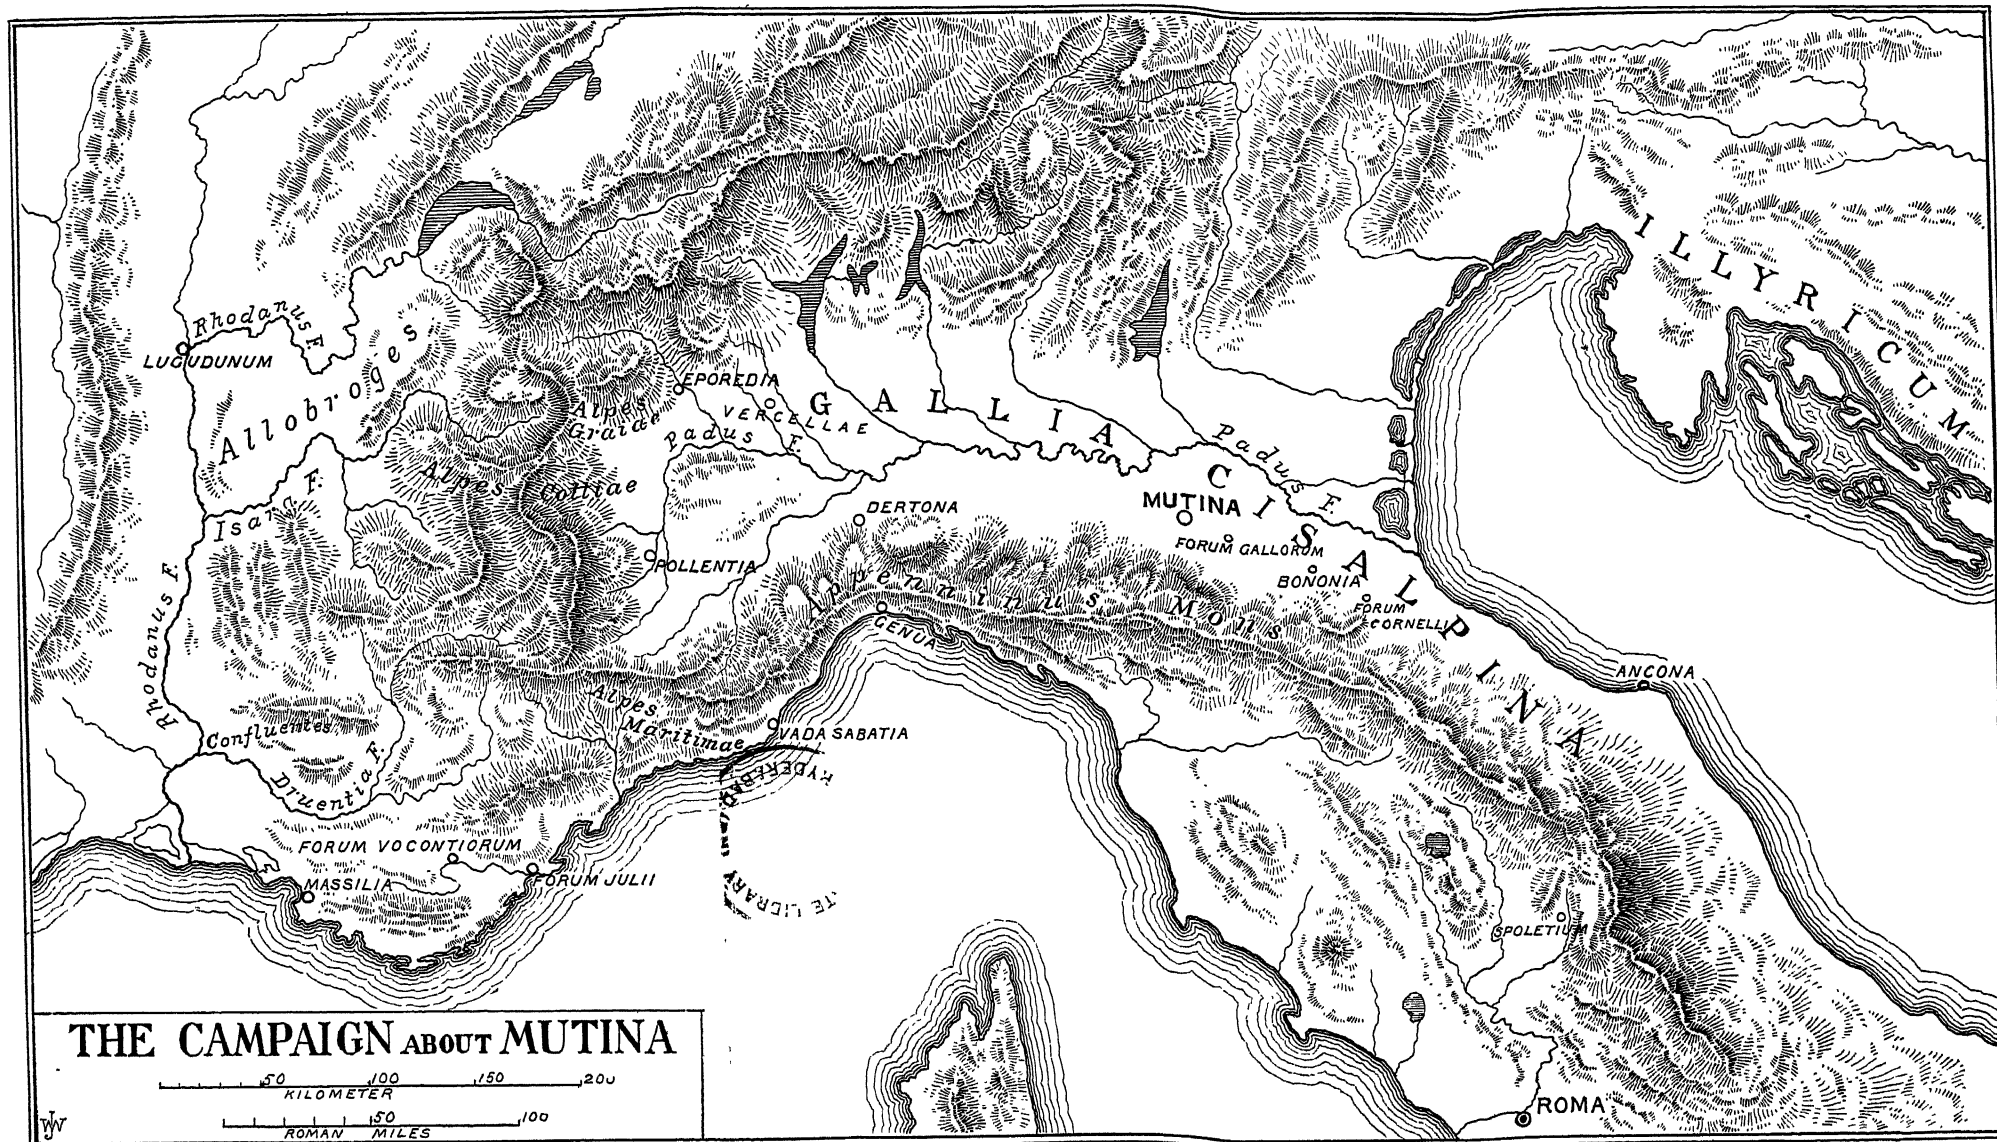 ILLYRICUM
Rhodanus F.
LUGUDUNUM
Allobroges
EPOREDIA
VERCELLAE
Alpes
Graiae
Padus F.
GALLIA
CISALPINA
Padus F.
Alpes Cottiae
Isara F.
DERTONA
MUTINA
FORUM GALLORUM
POLLENTIA
BONONIA
FORUM
CORNELLI
Appenninus Mons
GENUA
Rhodanus F.
ANCONA
Alpes
Maritimae
VADA SABATIA
Confluentes
Druentia F.
FORUM VOCONTIORUM
FORUM JULII
MASSILIA
SPOLETIUM
ROMA
THE CAMPAIGN ABOUT MUTINA
50 100 150 200
KILOMETER
50 100
ROMAN MILES